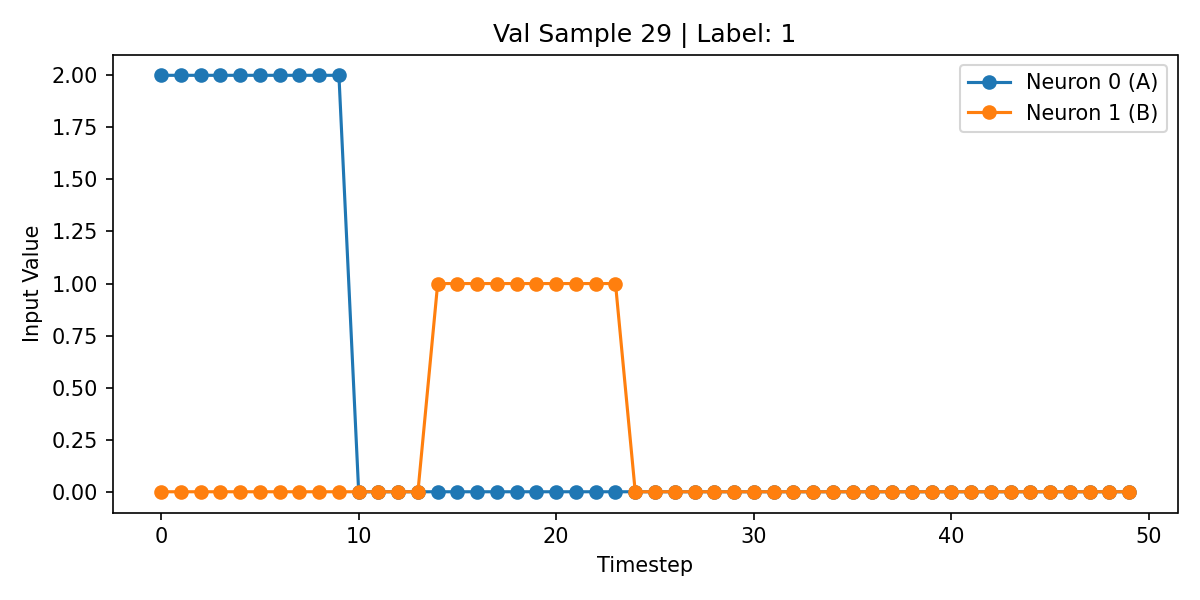 Val Sample 29 | Label: 1
Neuron 0 (A)
Neuron 1 (B)
Input Value
2.00
1.75
1.50
1.25
1.00
0.75
0.50
0.25
0.00
0 10 20 30 40 50
Timestep